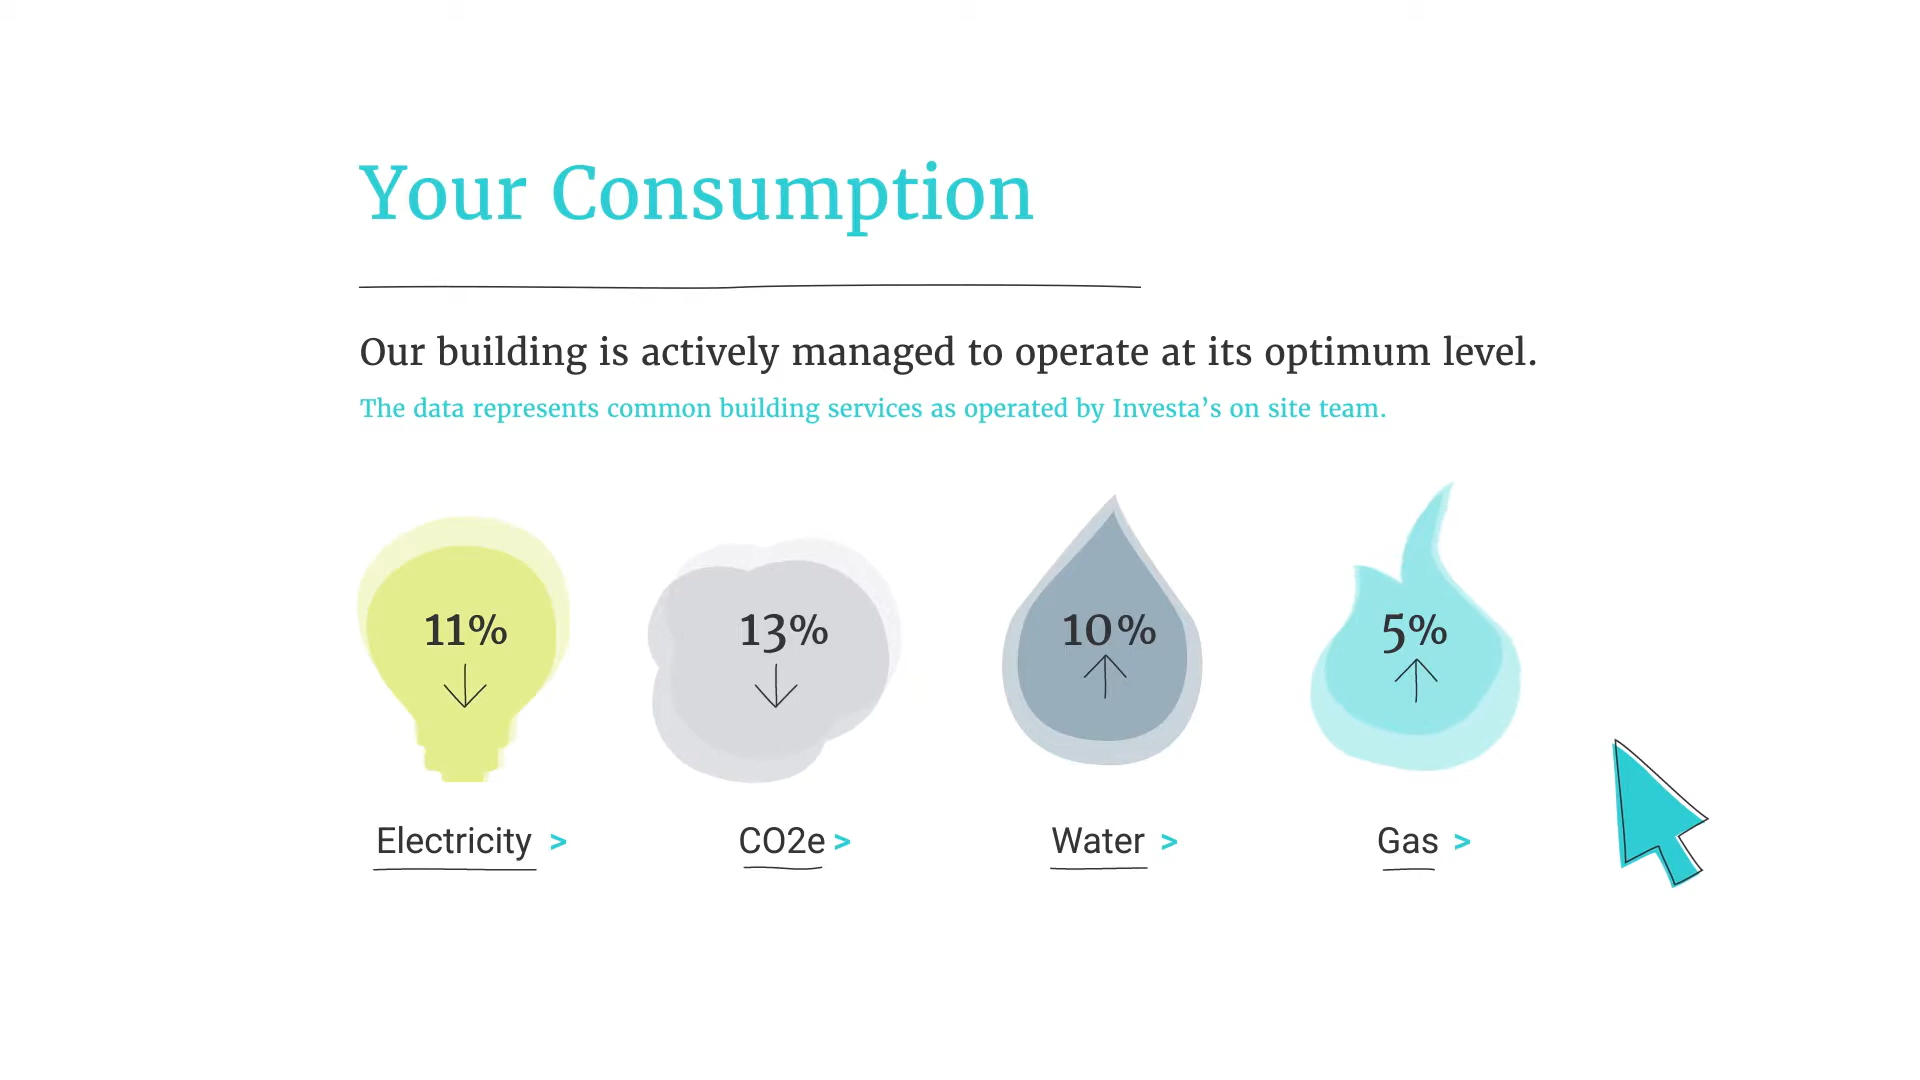 Your Consumption
Our building is actively managed to operate at its optimum level.
The data represents common building services as operated by Investa’s on site team.
11%
13%
10%
5%
Electricity >
CO2e >
Water >
Gas >